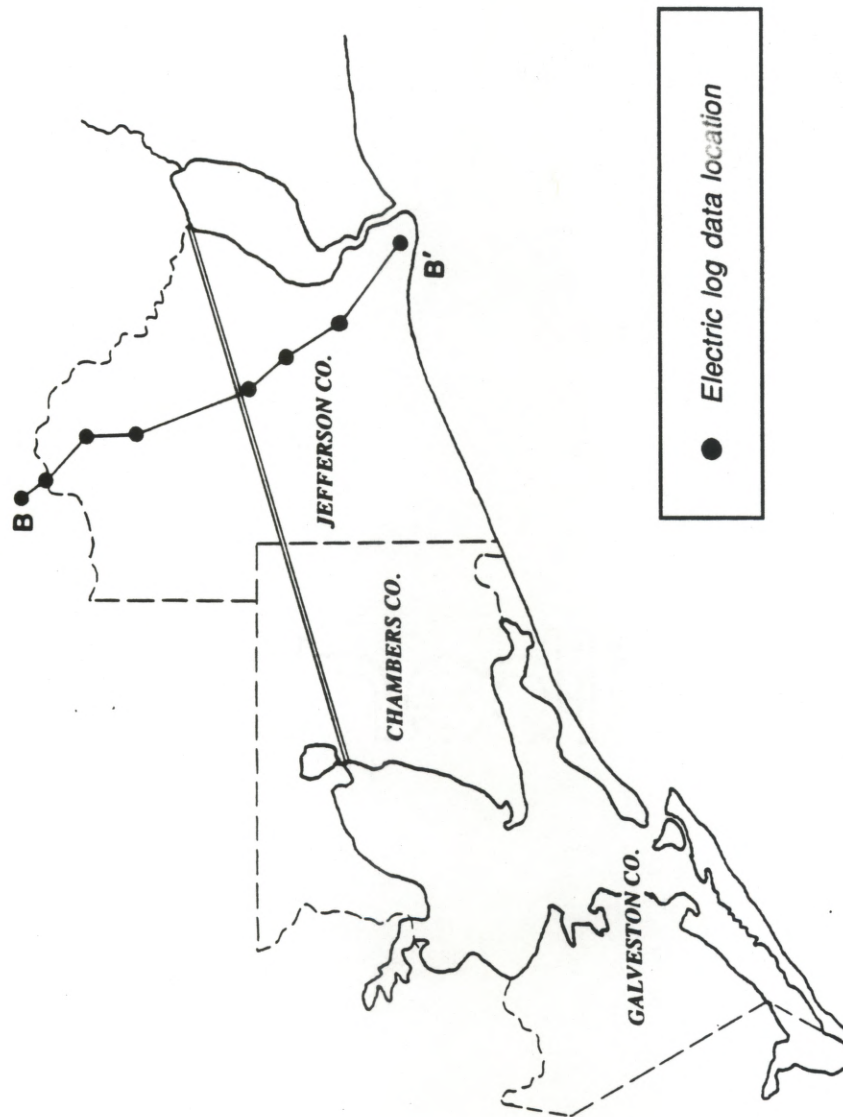 B
B'
JEFFERSON CO.
CHAMBERS CO.
GALVESTON CO.
Electric log data location